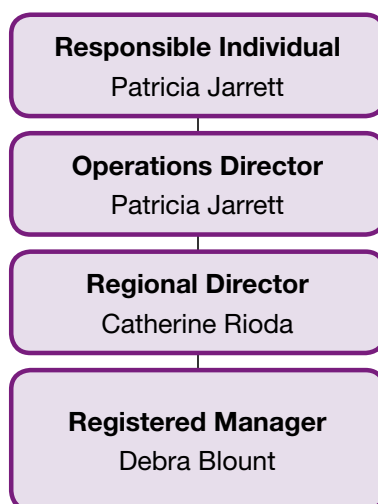 Responsible Individual
Patricia Jarrett
Operations Director
Patricia Jarrett
Regional Director
Catherine Rioda
Registered Manager
Debra Blount